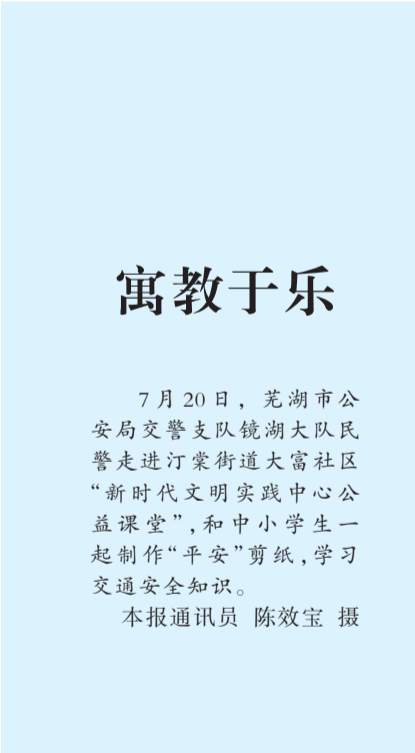 寓教于乐
7月20日，芜湖市公
安局交警支队镜湖大队民
警走进汀棠街道大富社区
“新时代文明实践中心公
益课堂”，和中小学生一
起制作“平安”剪纸，学习
交通安全知识。
本报通讯员 陈效宝 摄